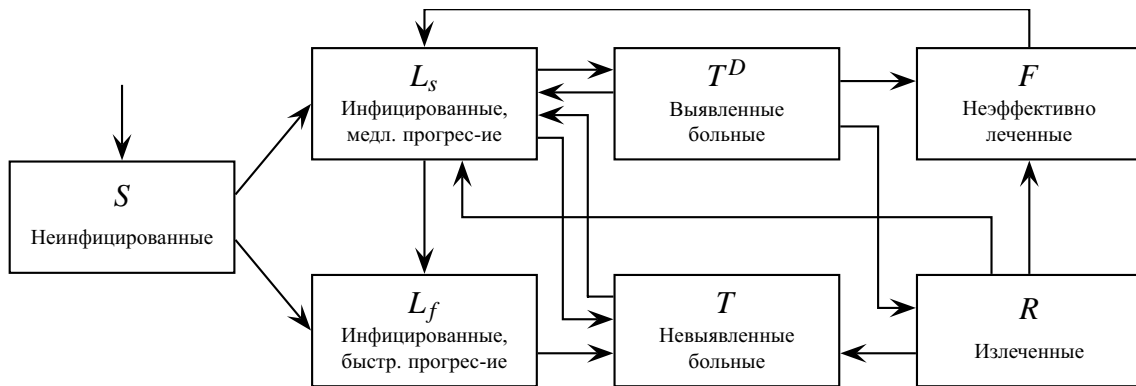 L_s
Инфицированные,
медл. прогрес-ие
T^D
Выявленные
больные
F
Неэффективно
леченные
S
Неинфицированные
L_f
Инфицированные,
быстр. прогрес-ие
T
Невыявленные
больные
R
Излеченные